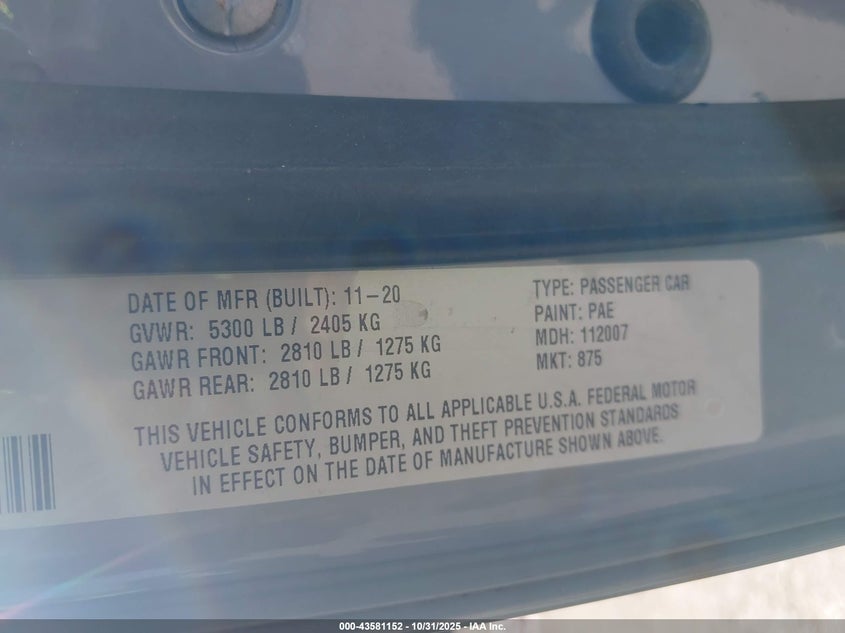 DATE OF MFR (BUILT): 11-20
GVWR: 5300 LB / 2405 KG
GAWR FRONT: 2810 LB / 1275 KG
GAWR REAR: 2810 LB / 1275 KG
TYPE: PASSENGER CAR
PAINT: PAE
MDH: 112007
MKT: 875
THIS VEHICLE CONFORMS TO ALL APPLICABLE U.S.A. FEDERAL MOTOR
VEHICLE SAFETY, BUMPER, AND THEFT PREVENTION STANDARDS
IN EFFECT ON THE DATE OF MANUFACTURE SHOWN ABOVE.
000-43581152 - 10/31/2025 - IAA Inc.